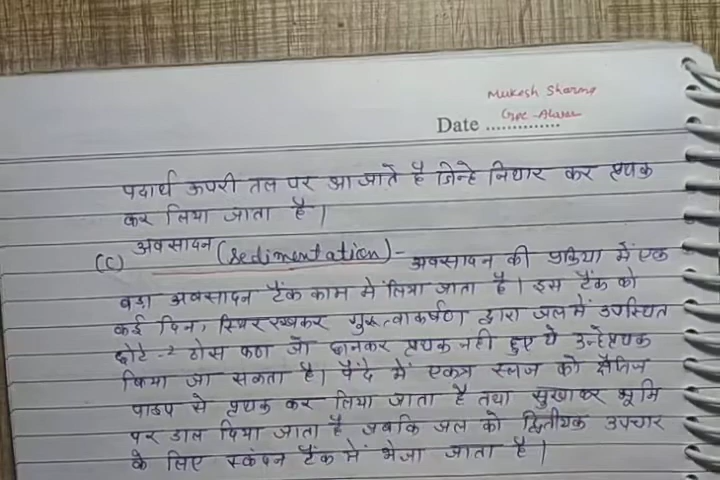 Mukesh Sharma
Date ..............
पदार्थ ऊपरी तल पर आ जाते है जिन्हे निथार कर पृथक
कर लिया जाता है।
(C) अवसादन (Sedimentation) - अवसादन की प्रक्रिया में एक
बड़ा अवसादन टैंक काम मे लिया जाता है। इस टैंक को
कई दिन, स्थिर रखकर गुरूत्वाकर्षण द्वारा जल में उपस्थित
छोटे-२ ठोस कण जो छानकर पृथक नही हुए थे उन्हे पृथक
किया जा सकता है। पैंदे में एकत्र स्लज को क्षैतिज
पाइप से पृथक कर लिया जाता है तथा सुखाकर भूमि
पर डाल दिया जाता है जबकि जल को द्वितीयक उपचार
के लिए स्कंदन टैंक में भेजा जाता है।